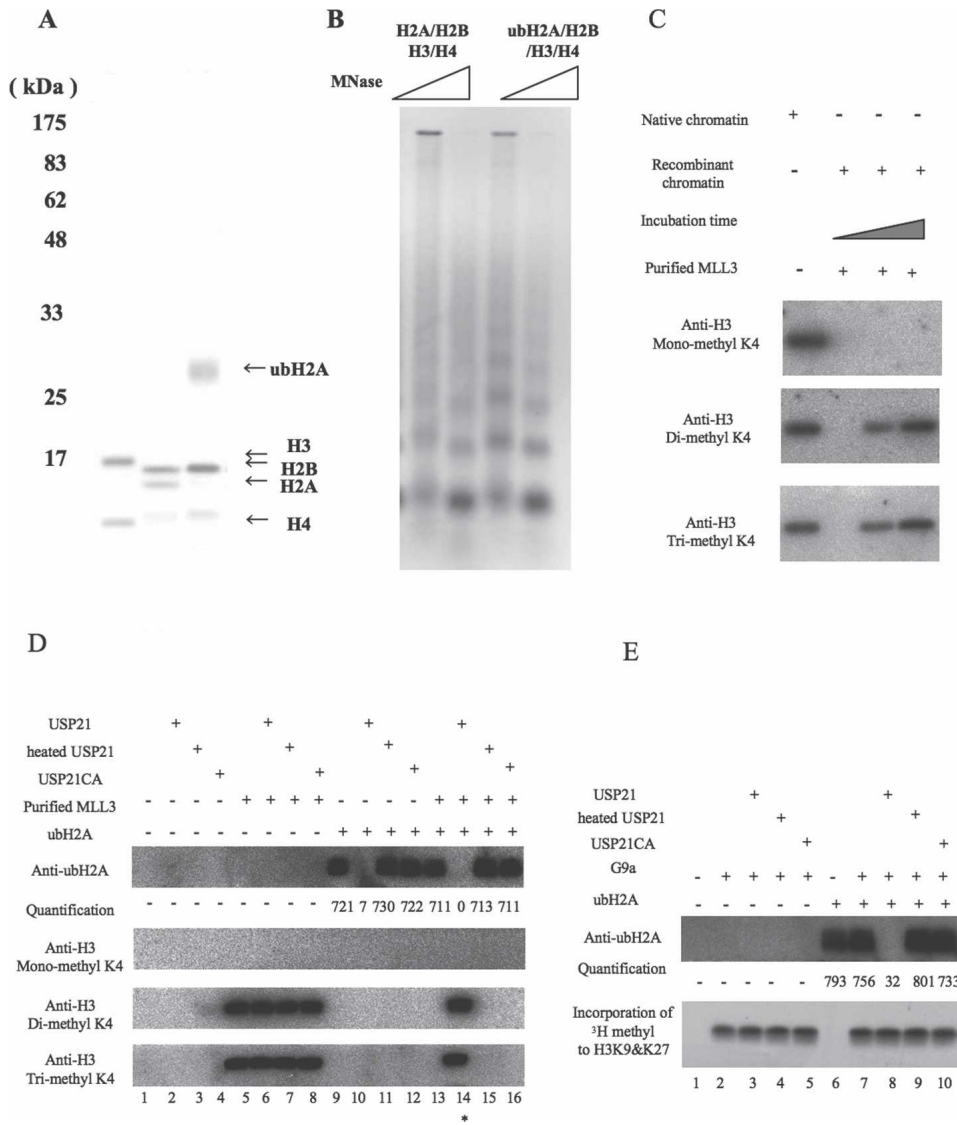 A
( kDa )
175
83
62
48
33
25
17
← ubH2A
H3
H2B
H2A
H4
B
H2A/H2B
H3/H4
ubH2A/H2B
/H3/H4
MNase
C
Native chromatin + - - -
Recombinant
chromatin - + + +
Incubation time
Purified MLL3 - + + +
Anti-H3
Mono-methyl K4
Anti-H3
Di-methyl K4
Anti-H3
Tri-methyl K4
D
USP21 + + + +
heated USP21 + + + +
USP21CA + + + +
Purified MLL3 - - - - + + + + - - - - + + + +
ubH2A - - - - - - - - + + + + + + + +
Anti-ubH2A
Quantification - - - - - - - - 721 7 730 722 711 0 713 711
Anti-H3
Mono-methyl K4
Anti-H3
Di-methyl K4
Anti-H3
Tri-methyl K4
1 2 3 4 5 6 7 8 9 10 11 12 13 14 15 16
*
E
USP21 + +
heated USP21 + +
USP21CA + +
G9a - + + + + - + + + +
ubH2A - - - - - + + + + +
Anti-ubH2A
Quantification - - - - - 793 756 32 801 733
Incorporation of
³H methyl
to H3K9&K27
1 2 3 4 5 6 7 8 9 10